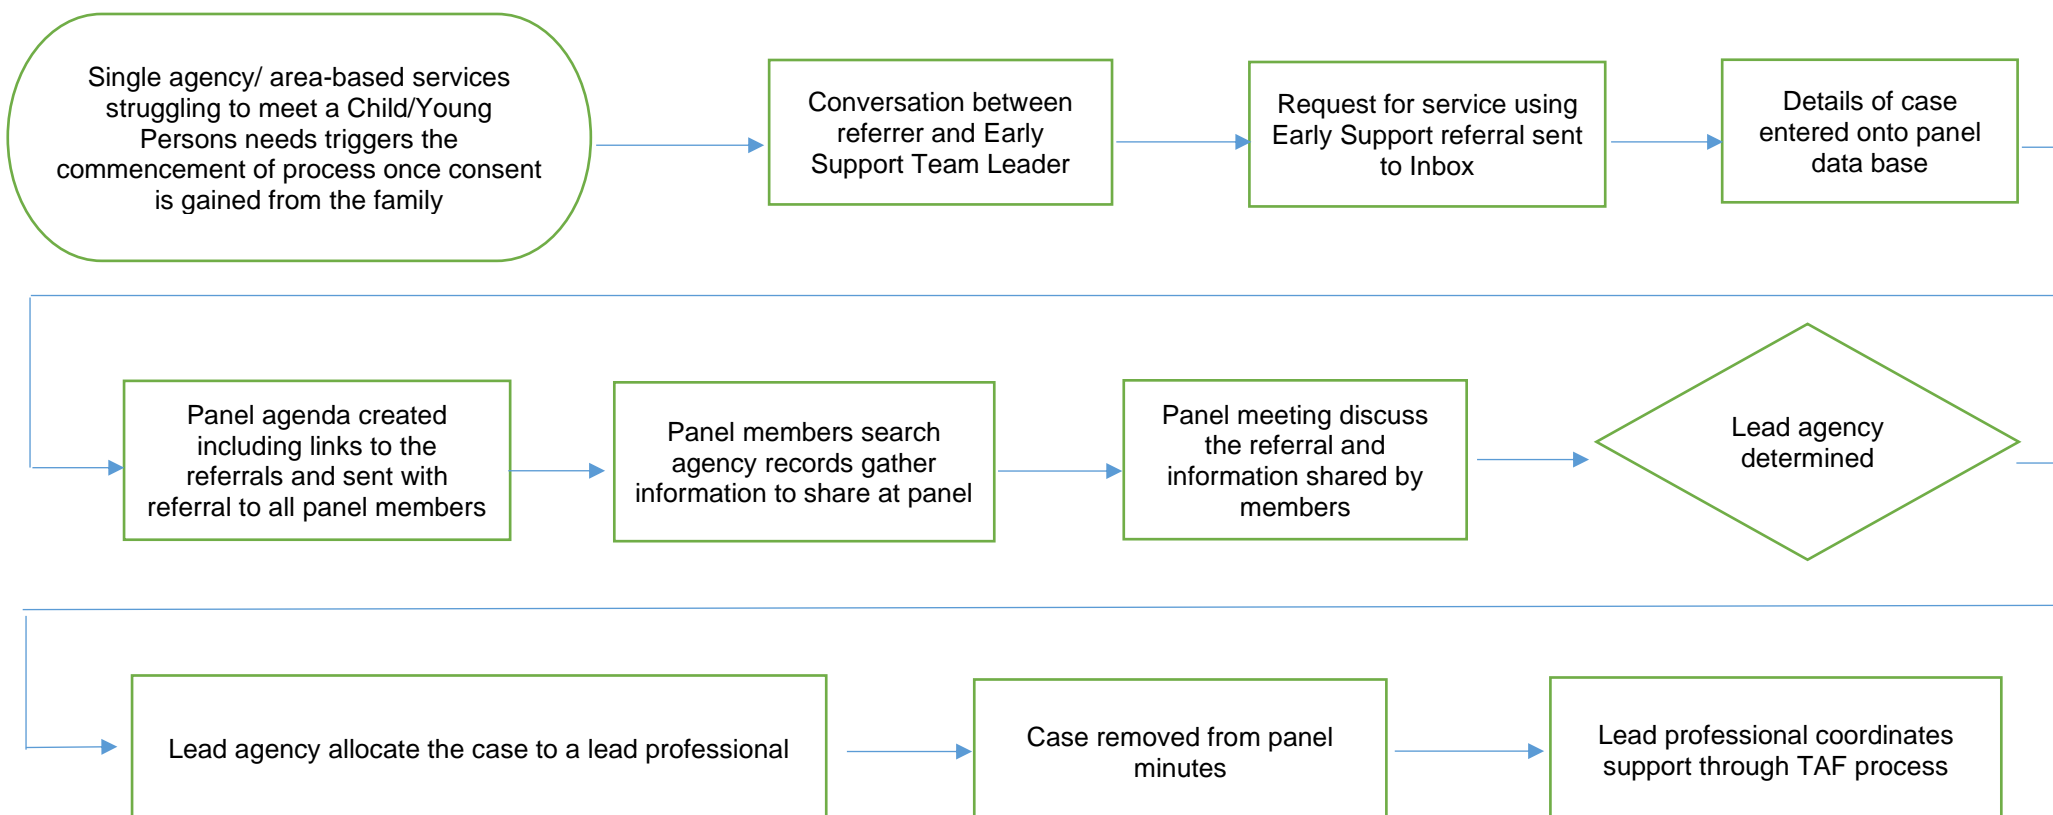 Single agency/ area-based services
struggling to meet a Child/Young
Persons needs triggers the
commencement of process once consent
is gained from the family
Conversation between
referrer and Early
Support Team Leader
Request for service using
Early Support referral sent
to Inbox
Details of case
entered onto panel
data base
Panel agenda created
including links to the
referrals and sent with
referral to all panel members
Panel members search
agency records gather
information to share at panel
Panel meeting discuss
the referral and
information shared by
members
Lead agency
determined
Lead agency allocate the case to a lead professional
Case removed from panel
minutes
Lead professional coordinates
support through TAF process